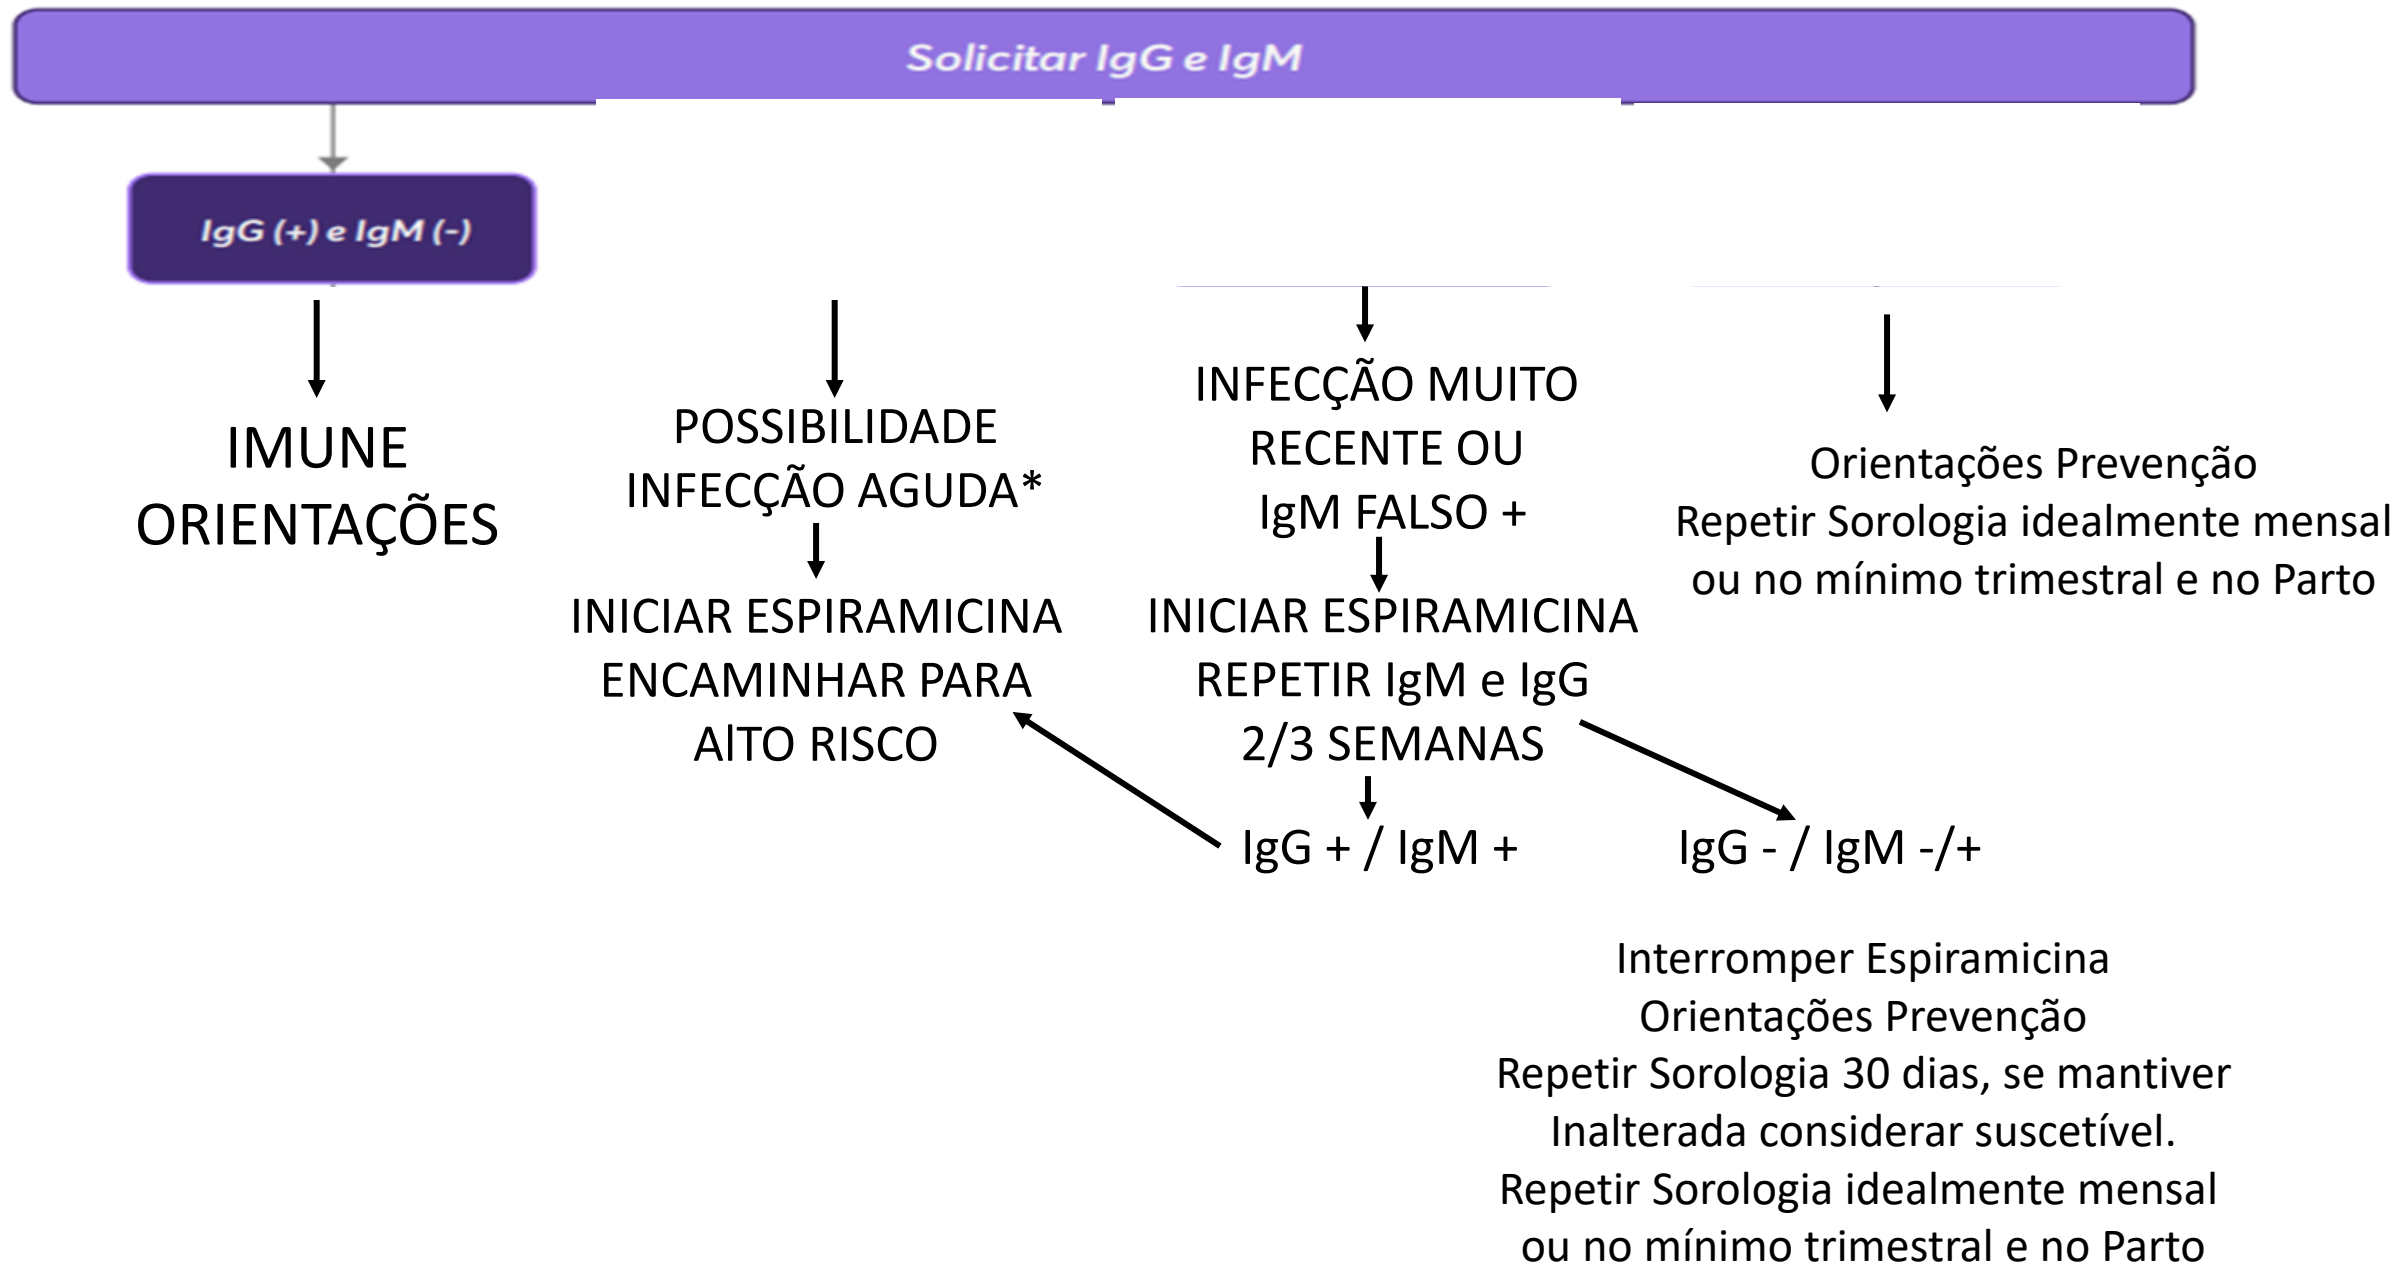 Solicitar IgG e IgM
IgG (+) e IgM (-)
IMUNE
ORIENTAÇÕES
POSSIBILIDADE
INFECÇÃO AGUDA*
INICIAR ESPIRAMICINA
ENCAMINHAR PARA
AlTO RISCO
INFECÇÃO MUITO
RECENTE OU
IgM FALSO +
INICIAR ESPIRAMICINA
REPETIR IgM e IgG
2/3 SEMANAS
IgG + / IgM +
Orientações Prevenção
Repetir Sorologia idealmente mensal
ou no mínimo trimestral e no Parto
IgG - / IgM -/+
Interromper Espiramicina
Orientações Prevenção
Repetir Sorologia 30 dias, se mantiver
Inalterada considerar suscetível.
Repetir Sorologia idealmente mensal
ou no mínimo trimestral e no Parto